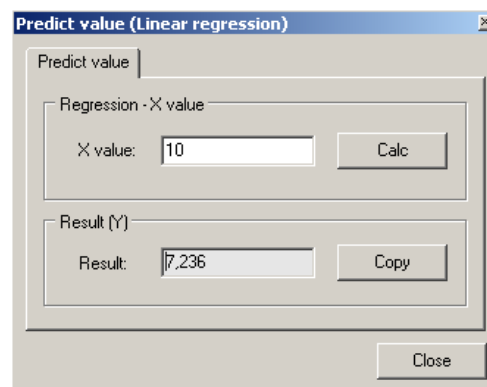 Predict value (Linear regression)
Predict value
Regression - X value
X value: 10 Calc
Result (Y)
Result: 7,236 Copy
Close